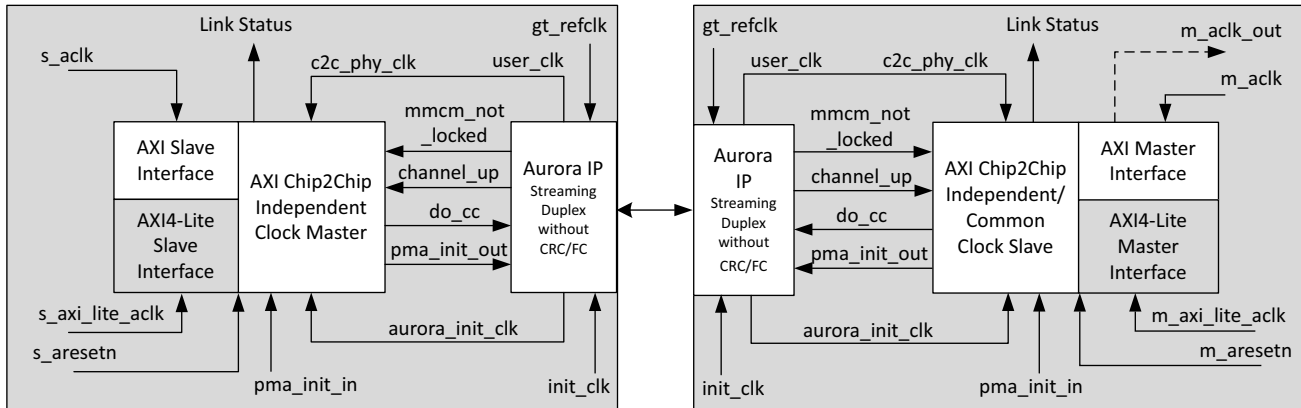 Link Status
gt_refclk
s_aclk
c2c_phy_clk
user_clk
mmcm_not
_locked
AXI Slave
Interface
AXI4-Lite
Slave
Interface
AXI Chip2Chip
Independent
Clock Master
channel_up
do_cc
pma_init_out
Aurora IP
Streaming
Duplex
without
CRC/FC
s_axi_lite_aclk
aurora_init_clk
s_aresetn
pma_init_in
init_clk
gt_refclk
Link Status
m_aclk_out
user_clk
c2c_phy_clk
m_aclk
mmcm_not
_locked
Aurora
IP
Streaming
Duplex
without
CRC/FC
channel_up
do_cc
pma_init_out
AXI Chip2Chip
Independent/
Common
Clock Slave
AXI Master
Interface
AXI4-Lite
Master
Interface
aurora_init_clk
m_axi_lite_aclk
m_aresetn
init_clk
pma_init_in